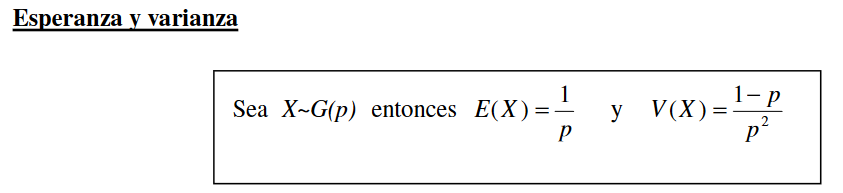 Esperanza y varianza
Sea X~G(p) entonces E(X) = 1/p y V(X) = (1 − p)/p²